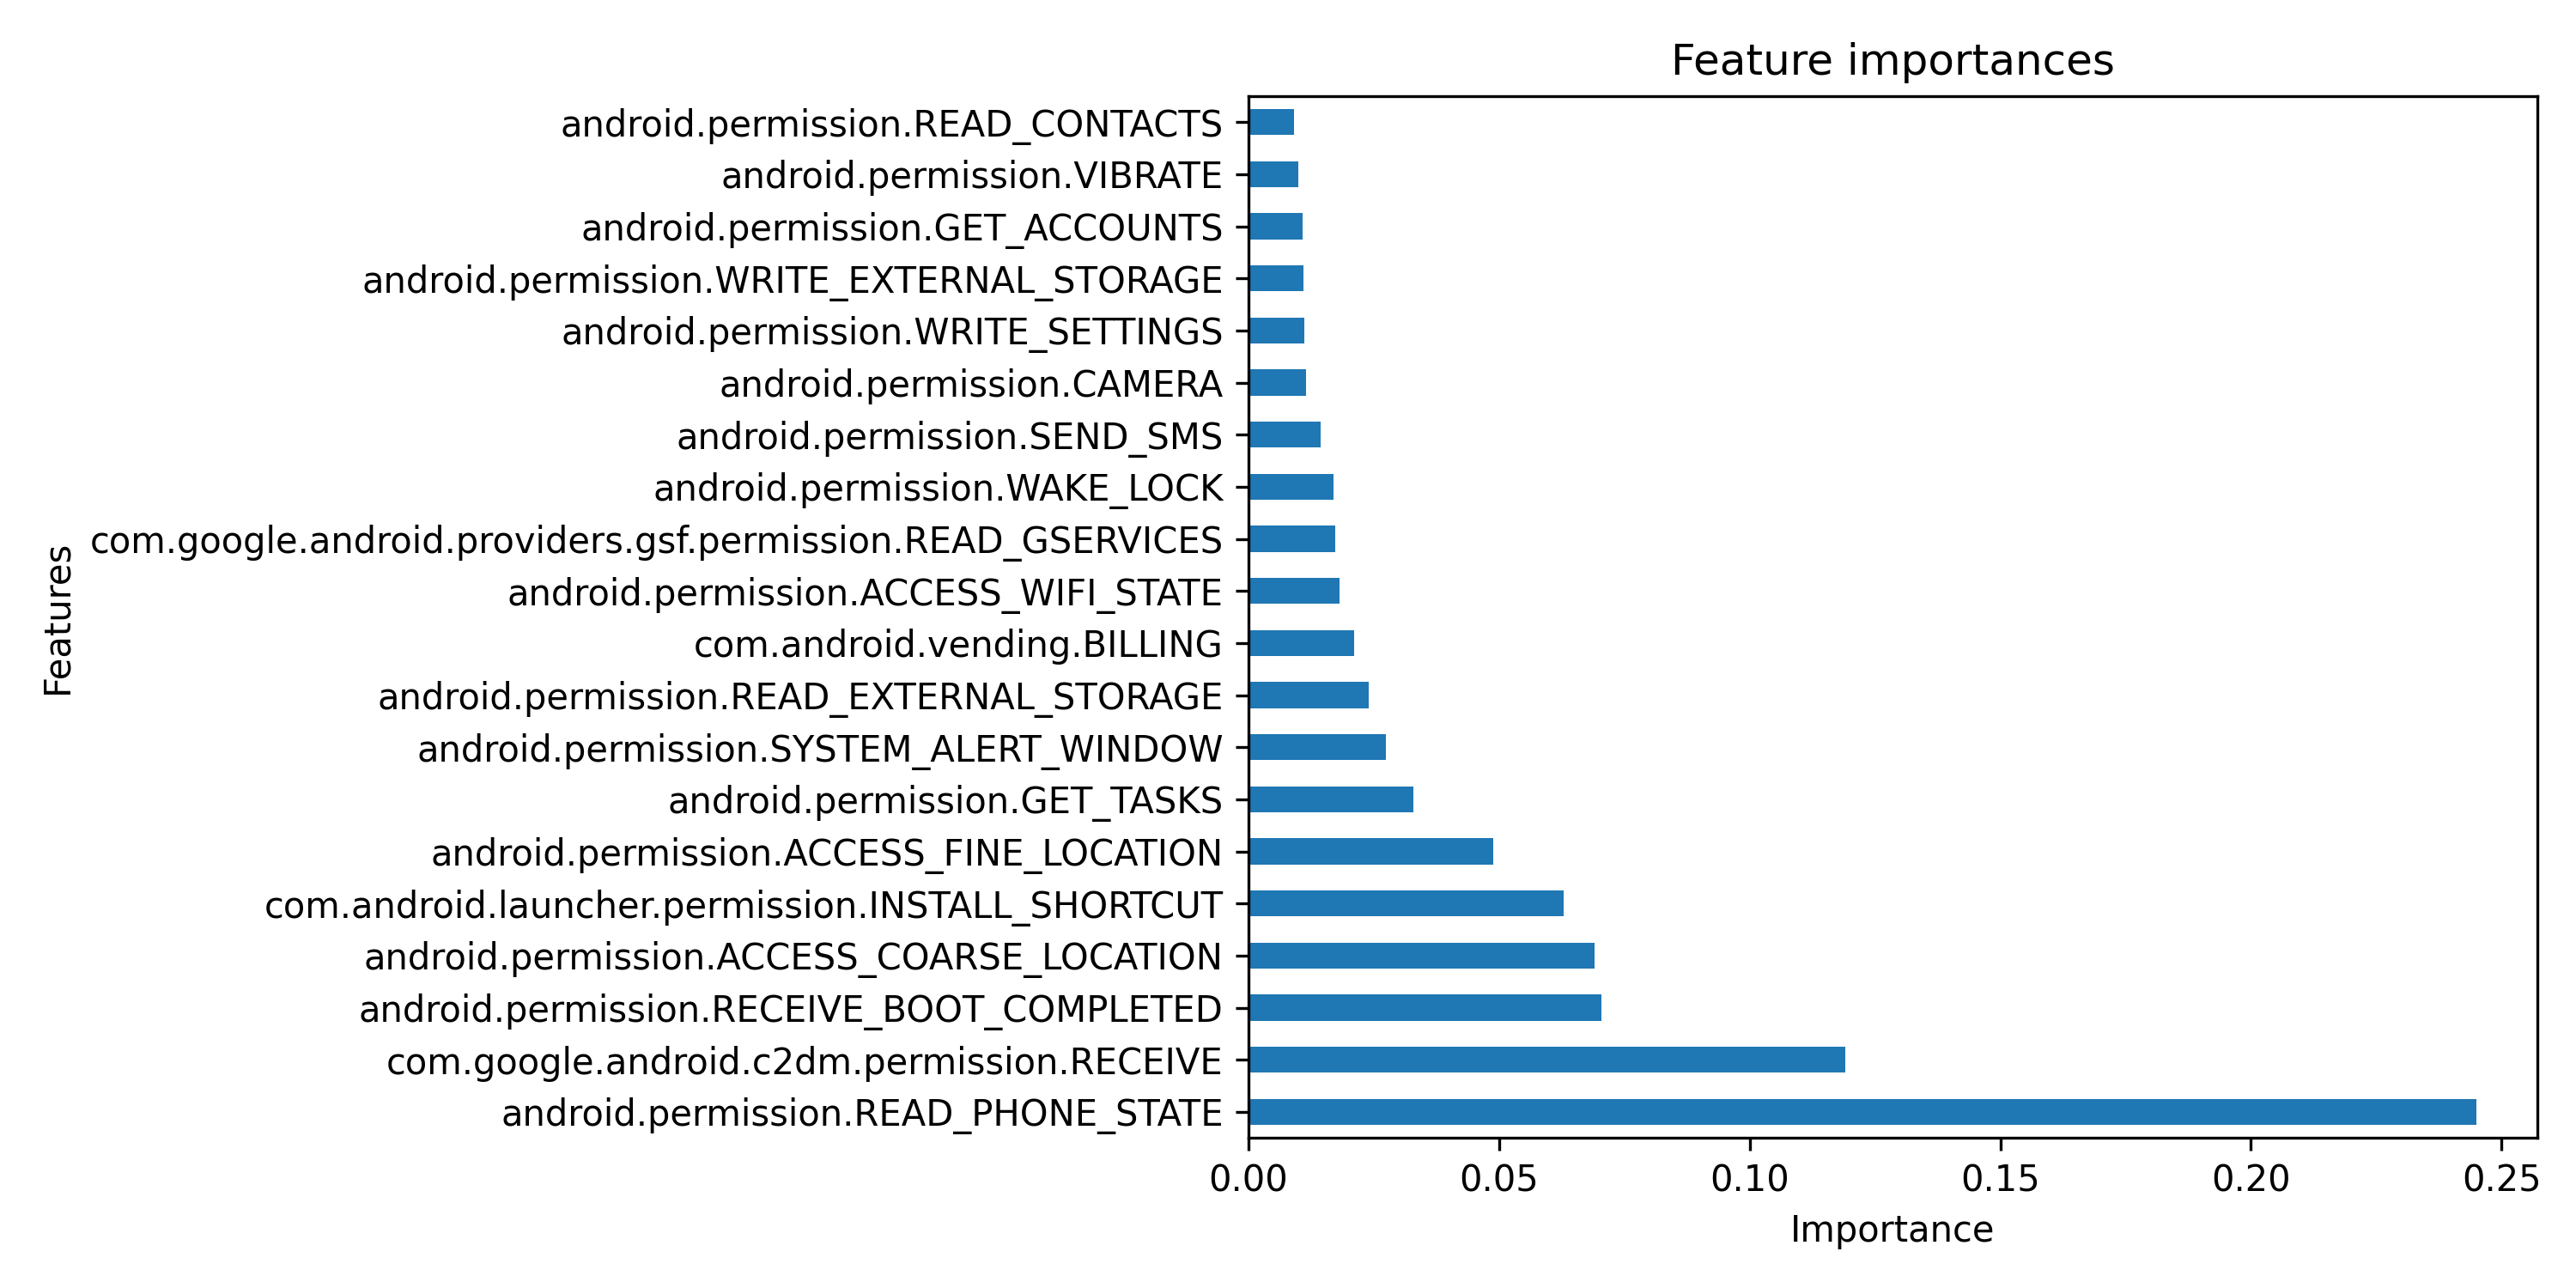 Feature importances
android.permission.READ_CONTACTS
android.permission.VIBRATE
android.permission.GET_ACCOUNTS
android.permission.WRITE_EXTERNAL_STORAGE
android.permission.WRITE_SETTINGS
android.permission.CAMERA
android.permission.SEND_SMS
android.permission.WAKE_LOCK
com.google.android.providers.gsf.permission.READ_GSERVICES
android.permission.ACCESS_WIFI_STATE
com.android.vending.BILLING
android.permission.READ_EXTERNAL_STORAGE
android.permission.SYSTEM_ALERT_WINDOW
android.permission.GET_TASKS
android.permission.ACCESS_FINE_LOCATION
com.android.launcher.permission.INSTALL_SHORTCUT
android.permission.ACCESS_COARSE_LOCATION
android.permission.RECEIVE_BOOT_COMPLETED
com.google.android.c2dm.permission.RECEIVE
android.permission.READ_PHONE_STATE
Features
0.00 0.05 0.10 0.15 0.20 0.25
Importance